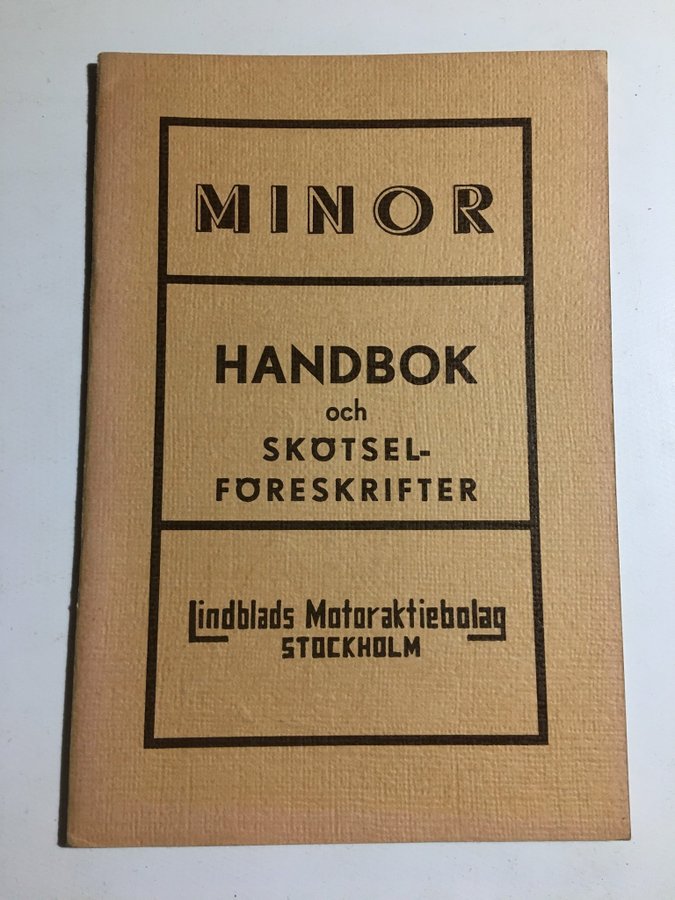 MINOR
HANDBOK
och
SKÖTSEL-
FÖRESKRIFTER
Lindblads Motoraktiebolag
STOCKHOLM